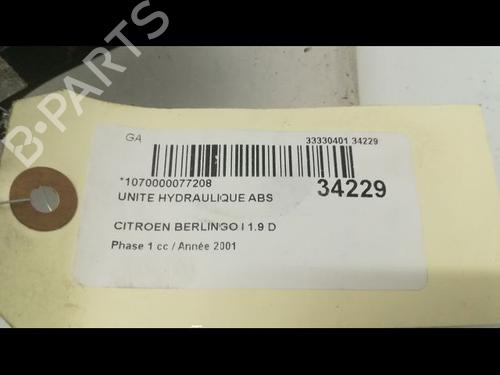 GA
33330401 34229
*1070000077208
34229
UNITE HYDRAULIQUE ABS
CITROEN BERLINGO I 1.9 D
Phase 1 cc / Année 2001
B-PARTS